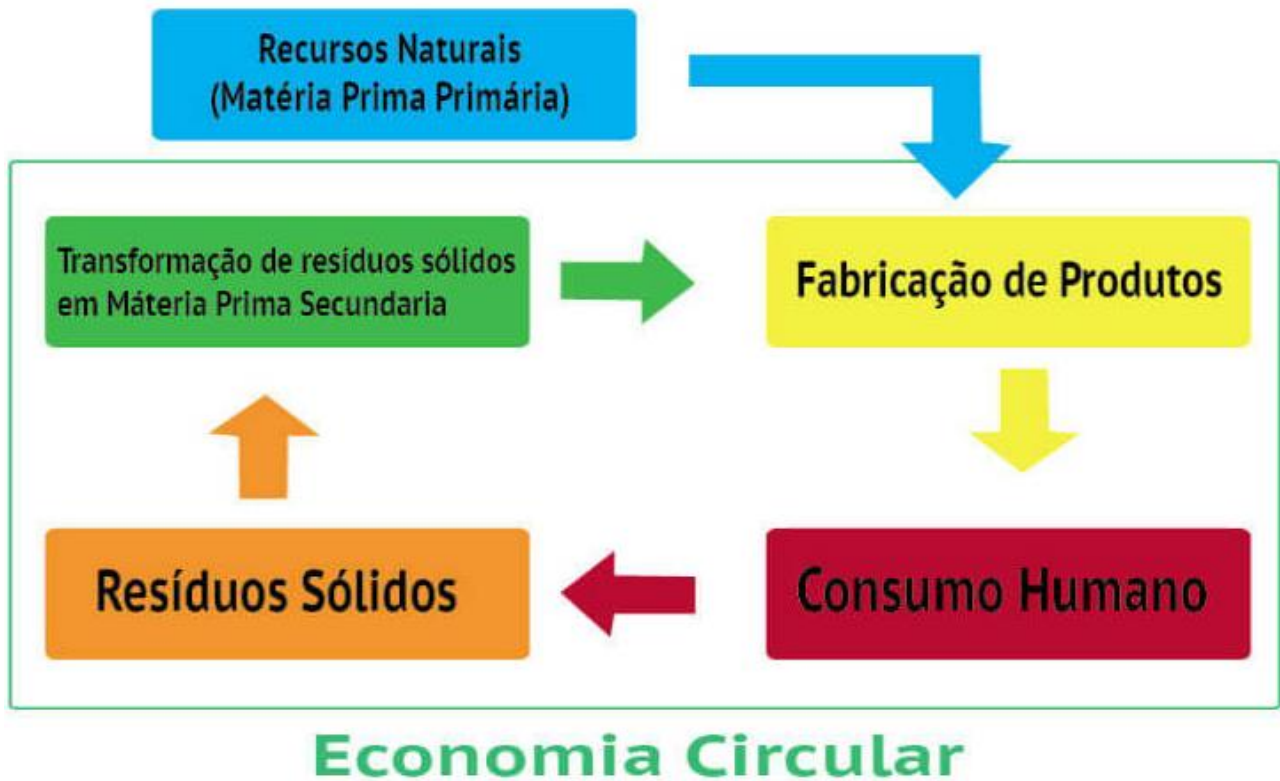 Recursos Naturais
(Matéria Prima Primária)
Transformação de resíduos sólidos
em Máteria Prima Secundaria
Fabricação de Produtos
Resíduos Sólidos
Consumo Humano
Economia Circular